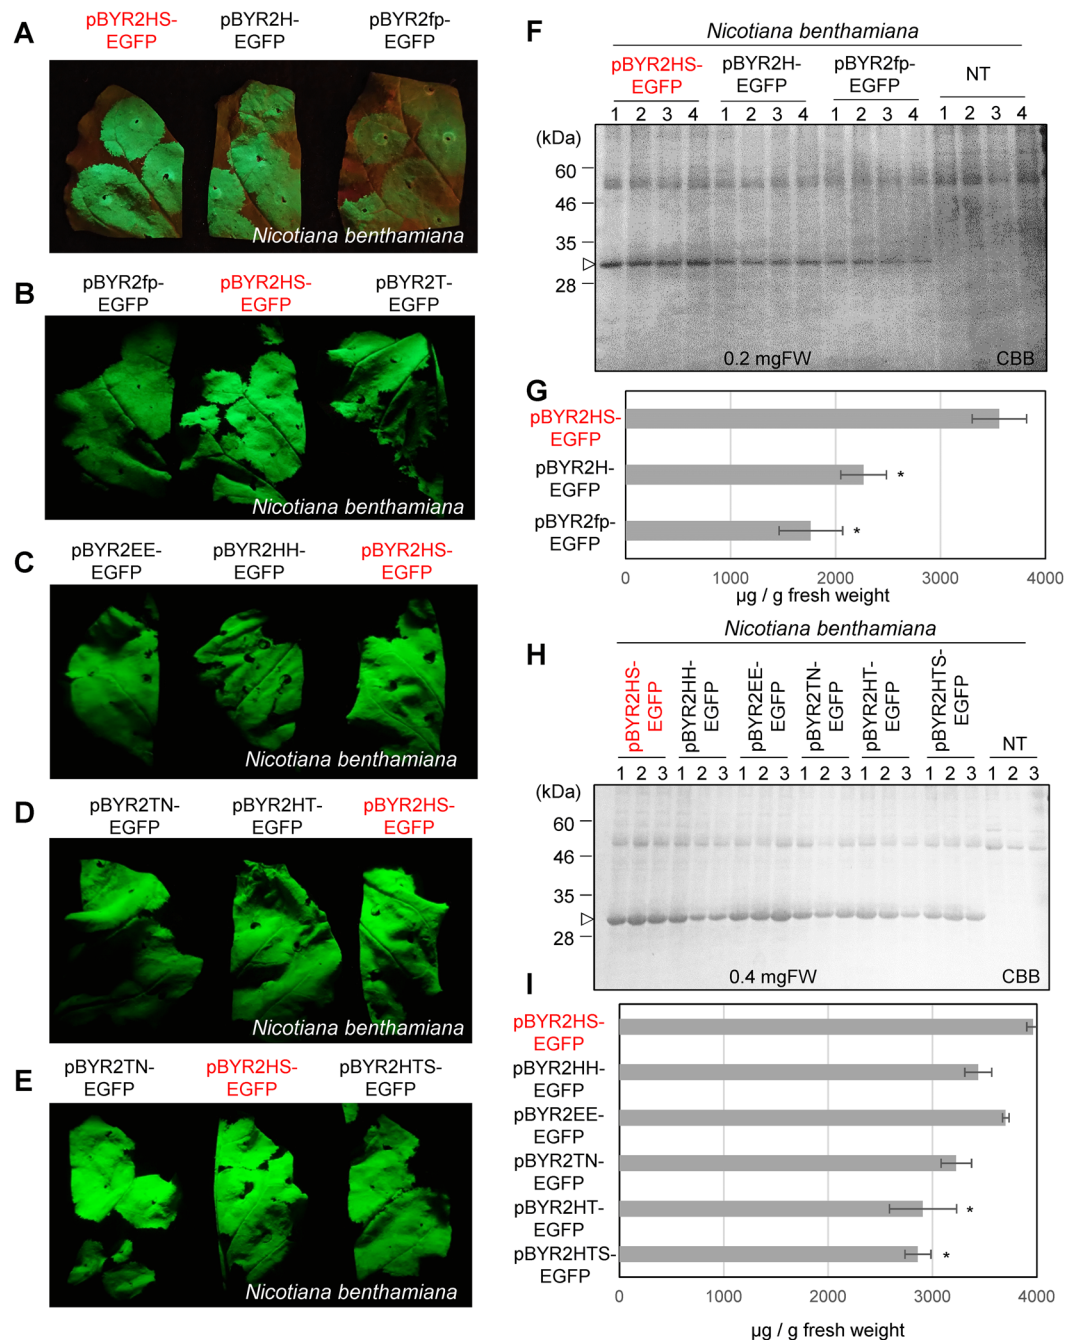 A
pBYR2HS-
EGFP
pBYR2H-
EGFP
pBYR2fp-
EGFP
Nicotiana benthamiana
B
pBYR2fp-
EGFP
pBYR2HS-
EGFP
pBYR2T-
EGFP
Nicotiana benthamiana
C
pBYR2EE-
EGFP
pBYR2HH-
EGFP
pBYR2HS-
EGFP
Nicotiana benthamiana
D
pBYR2TN-
EGFP
pBYR2HT-
EGFP
pBYR2HS-
EGFP
Nicotiana benthamiana
E
pBYR2TN-
EGFP
pBYR2HS-
EGFP
pBYR2HTS-
EGFP
Nicotiana benthamiana
F
Nicotiana benthamiana
pBYR2HS-
EGFP
pBYR2H-
EGFP
pBYR2fp-
EGFP
NT
1 2 3 4 1 2 3 4 1 2 3 4 1 2 3 4
(kDa)
60
46
35
28
0.2 mgFW
CBB
G
pBYR2HS-
EGFP
pBYR2H-
EGFP
*
pBYR2fp-
EGFP
*
0 1000 2000 3000 4000
µg / g fresh weight
H
Nicotiana benthamiana
pBYR2HS-
EGFP
pBYR2HH-
EGFP
pBYR2EE-
EGFP
pBYR2TN-
EGFP
pBYR2HT-
EGFP
pBYR2HTS-
EGFP
NT
1 2 3 1 2 3 1 2 3 1 2 3 1 2 3 1 2 3 1 2 3
(kDa)
60
46
35
28
0.4 mgFW
CBB
I
pBYR2HS-
EGFP
pBYR2HH-
EGFP
pBYR2EE-
EGFP
pBYR2TN-
EGFP
pBYR2HT-
EGFP
*
pBYR2HTS-
EGFP
*
0 1000 2000 3000 4000
µg / g fresh weight